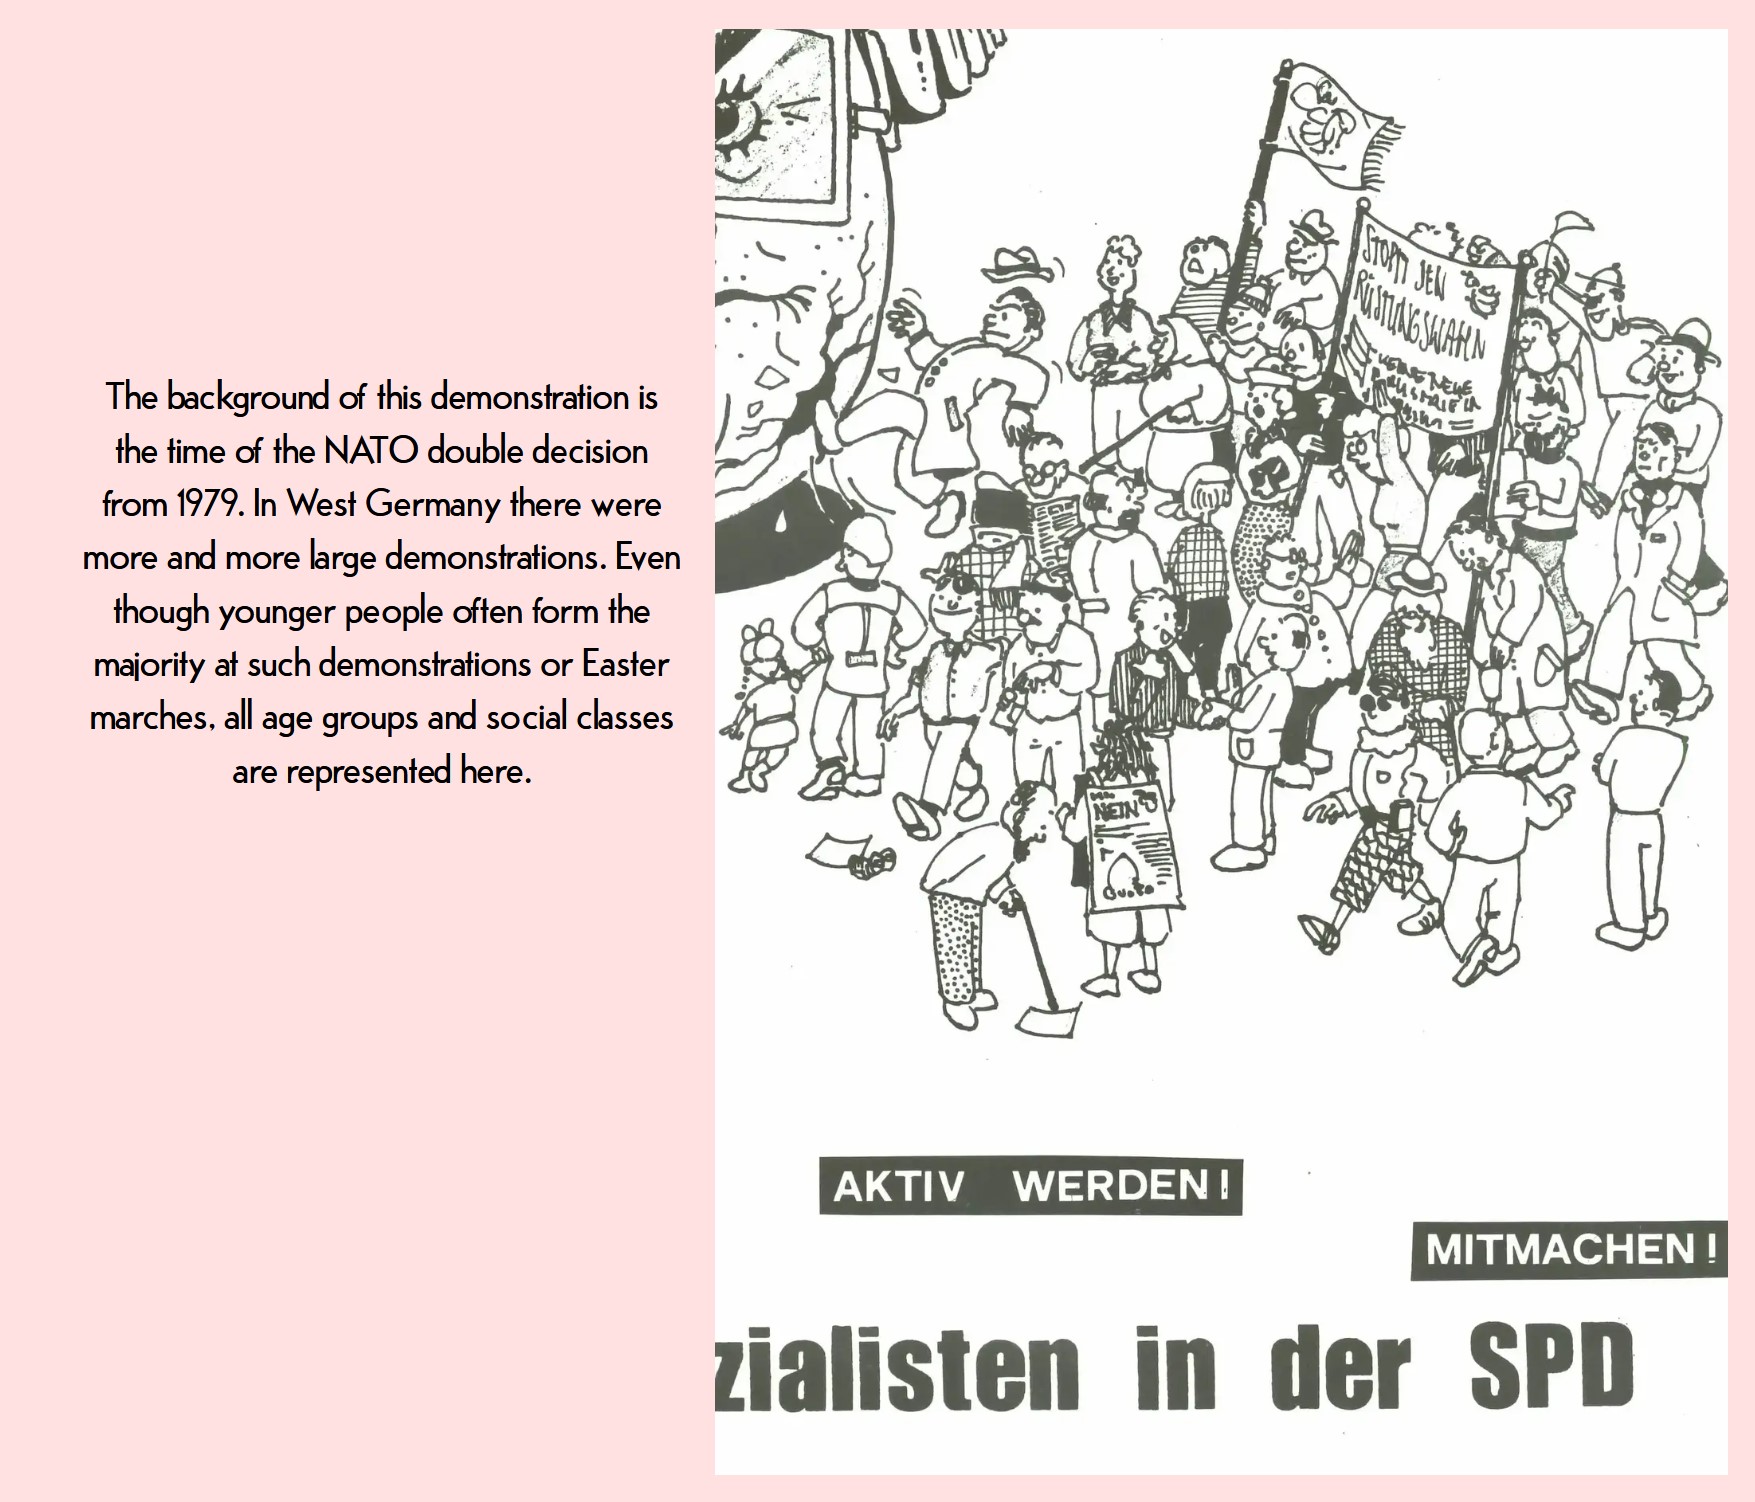 The background of this demonstration is
the time of the NATO double decision
from 1979. In West Germany there were
more and more large demonstrations. Even
though younger people often form the
majority at such demonstrations or Easter
marches, all age groups and social classes
are represented here.
STOPPT DEN
RÜSTUNGSWAHN
NEIN
AKTIV WERDEN!
MITMACHEN!
zialisten in der SPD